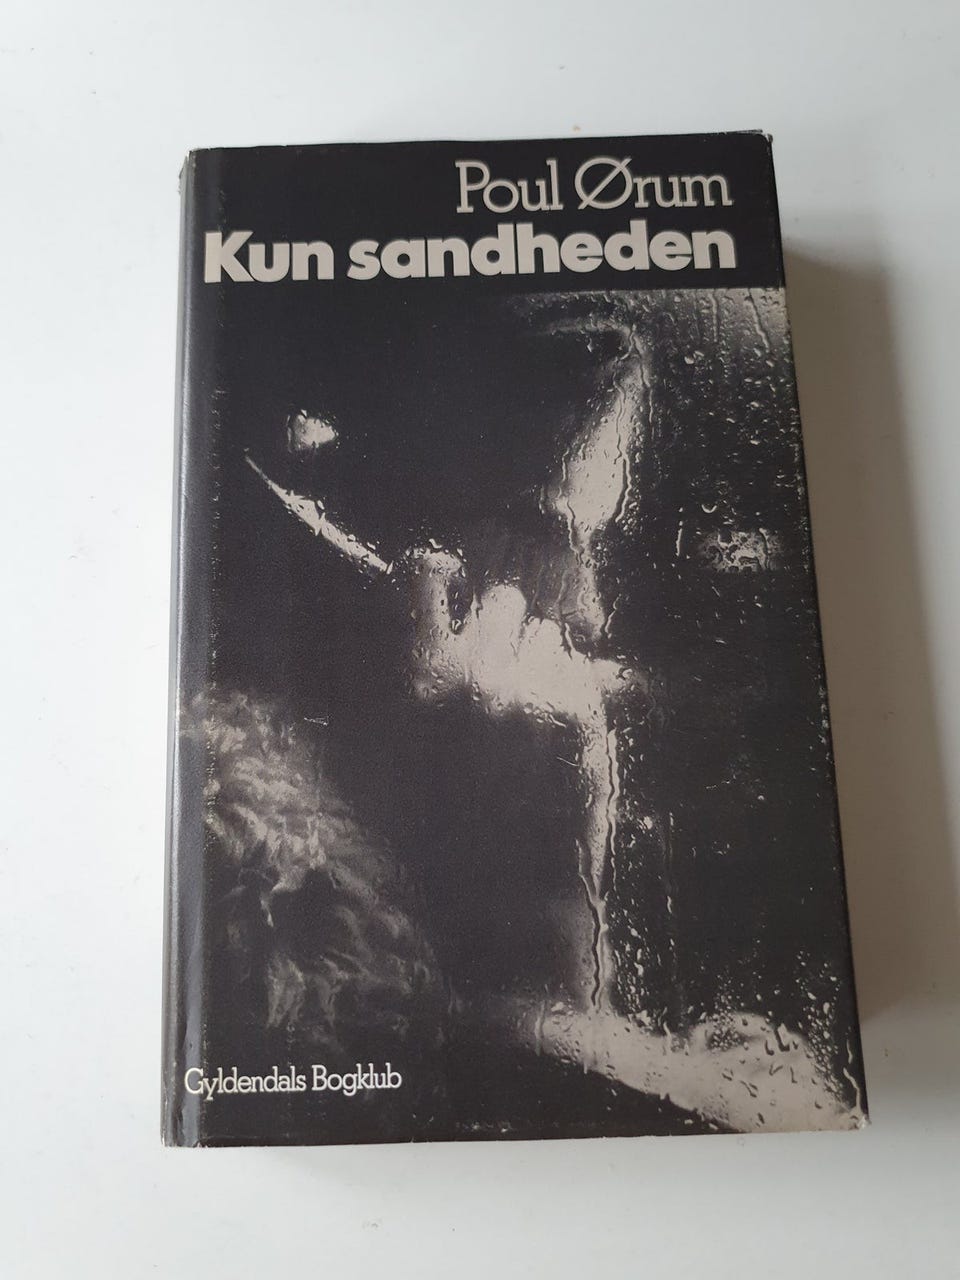 Poul Ørum
Kun sandheden
Gyldendals Bogklub